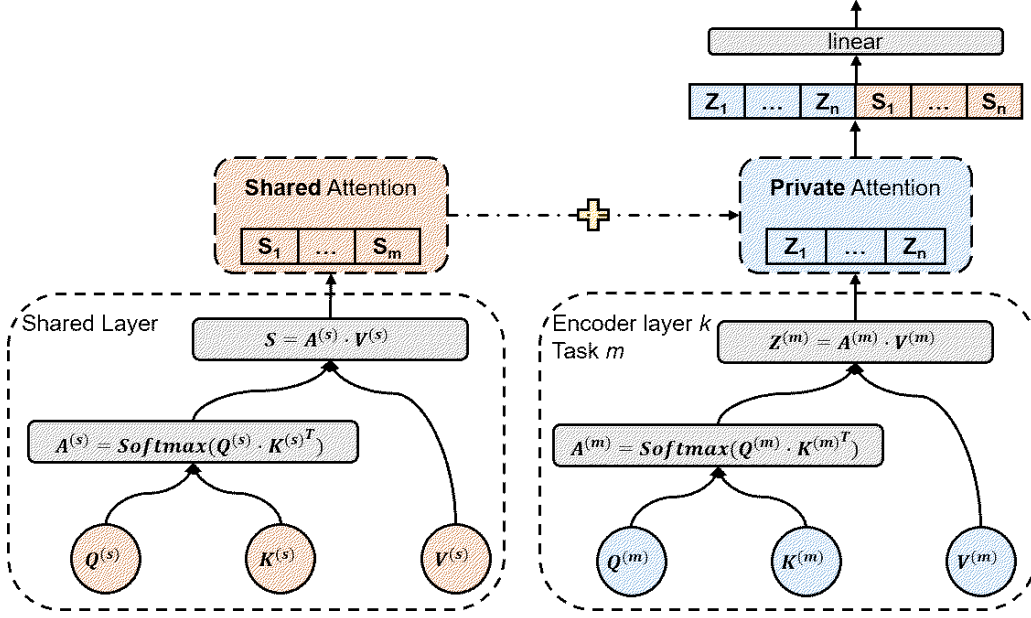 linear
Z₁ ... Zₙ S₁ ... Sₙ
Shared Attention
S₁ ... Sₘ
Private Attention
Z₁ ... Zₙ
Shared Layer
S = A⁽ˢ⁾ · V⁽ˢ⁾
A⁽ˢ⁾ = Softmax(Q⁽ˢ⁾ · K⁽ˢ⁾ᵀ)
Q⁽ˢ⁾
K⁽ˢ⁾
V⁽ˢ⁾
Encoder layer k
Task m
Z⁽ᵐ⁾ = A⁽ᵐ⁾ · V⁽ᵐ⁾
A⁽ᵐ⁾ = Softmax(Q⁽ᵐ⁾ · K⁽ᵐ⁾ᵀ)
Q⁽ᵐ⁾
K⁽ᵐ⁾
V⁽ᵐ⁾